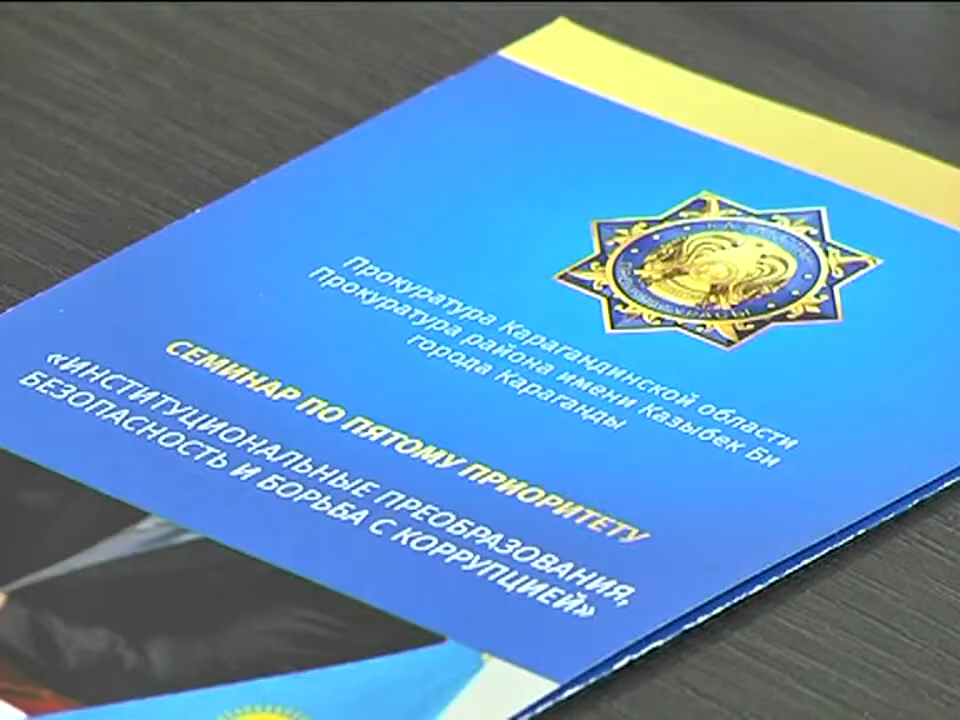 Прокуратура Карагандинской области
Прокуратура района имени Казыбек Би
города Караганды
СЕМИНАР ПО ПЯТОМУ ПРИОРИТЕТУ
«ИНСТИТУЦИОНАЛЬНЫЕ ПРЕОБРАЗОВАНИЯ,
БЕЗОПАСНОСТЬ И БОРЬБА С КОРРУПЦИЕЙ»